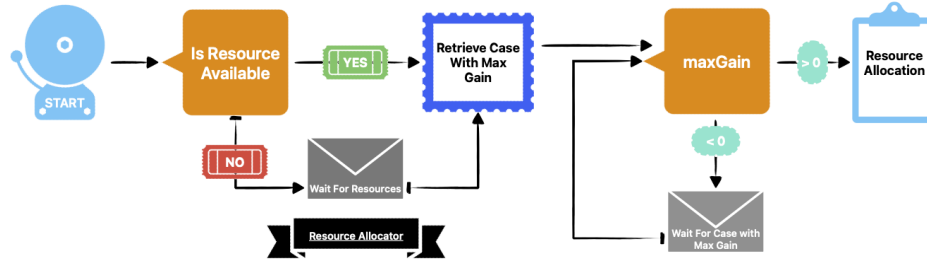 START
Is Resource
Available
YES
NO
Wait For Resources
Resource Allocator
Retrieve Case
With Max
Gain
maxGain
> 0
< 0
Wait For Case with
Max Gain
Resource
Allocation